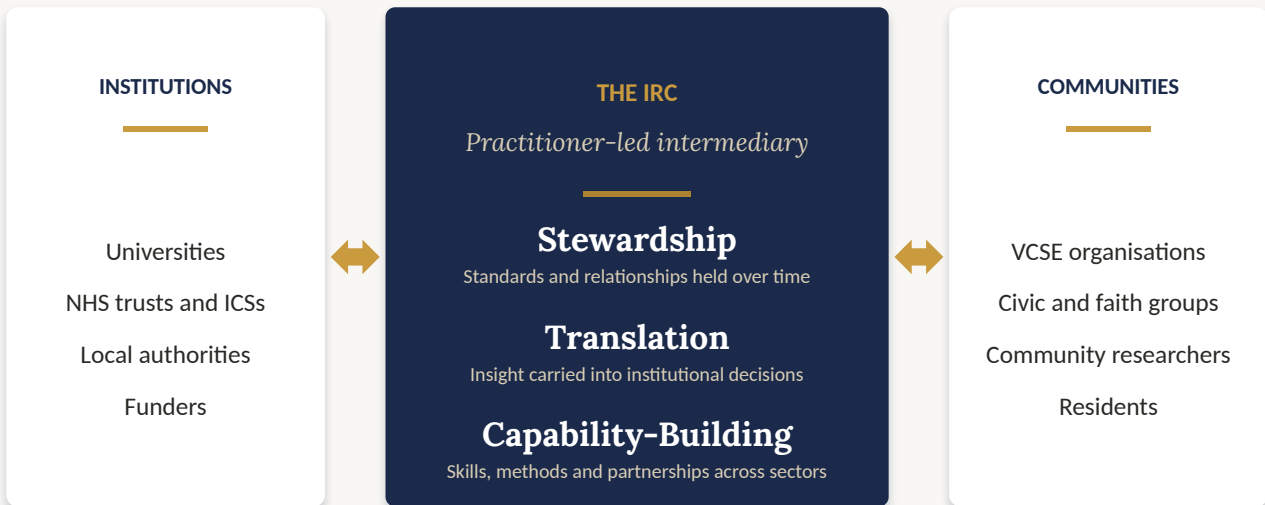 INSTITUTIONS
Universities
NHS trusts and ICSs
Local authorities
Funders
THE IRC
Practitioner-led intermediary
Stewardship
Standards and relationships held over time
Translation
Insight carried into institutional decisions
Capability-Building
Skills, methods and partnerships across sectors
COMMUNITIES
VCSE organisations
Civic and faith groups
Community researchers
Residents